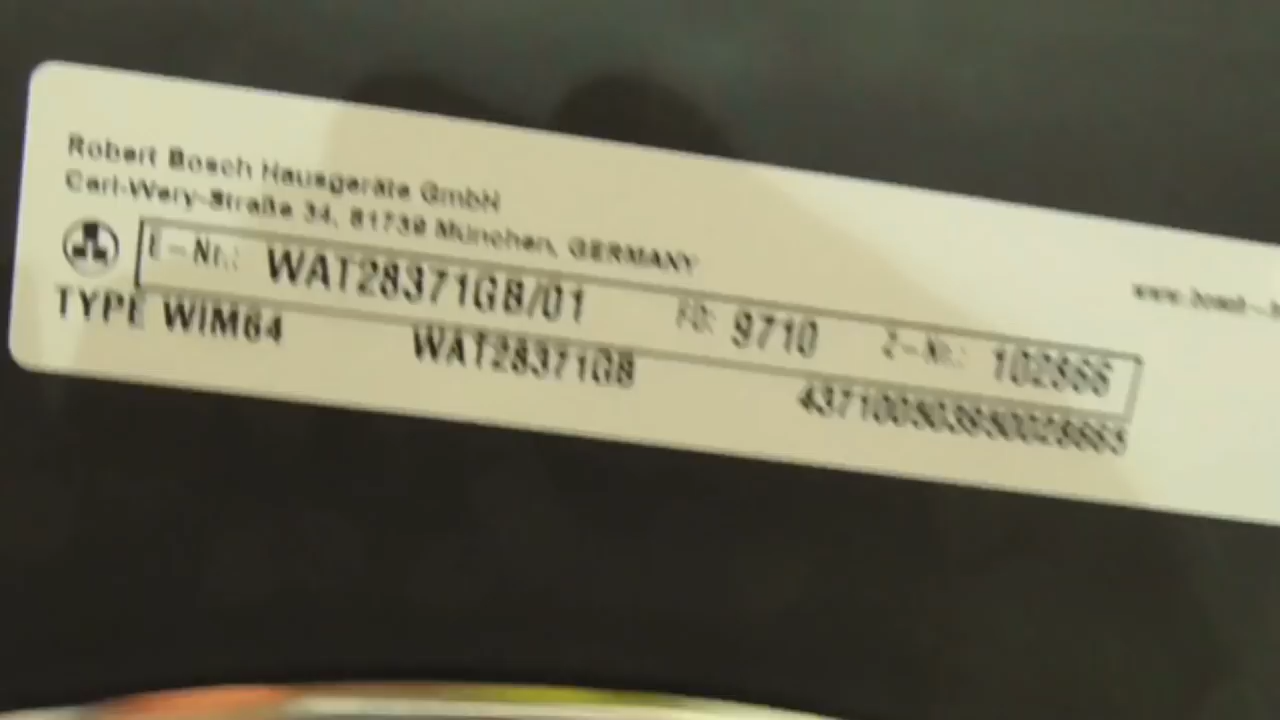 Robert Bosch Hausgeräte GmbH
Carl-Wery-Straße 34, 81739 München, GERMANY
E-Nr.: WAT28371GB/01 FD: 9710 Z-Nr.:
TYPE WIM64 WAT28371GB